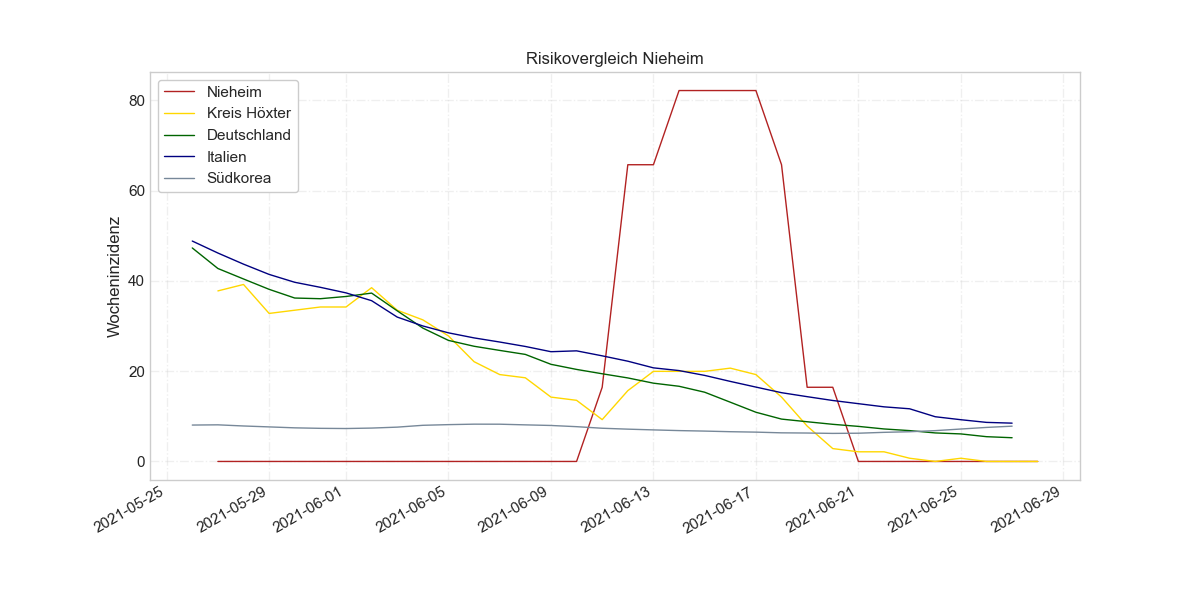 Risikovergleich Nieheim
Nieheim
Kreis Höxter
Deutschland
Italien
Südkorea
Wocheninzidenz
80
60
40
20
0
2021-05-25
2021-05-29
2021-06-01
2021-06-05
2021-06-09
2021-06-13
2021-06-17
2021-06-21
2021-06-25
2021-06-29